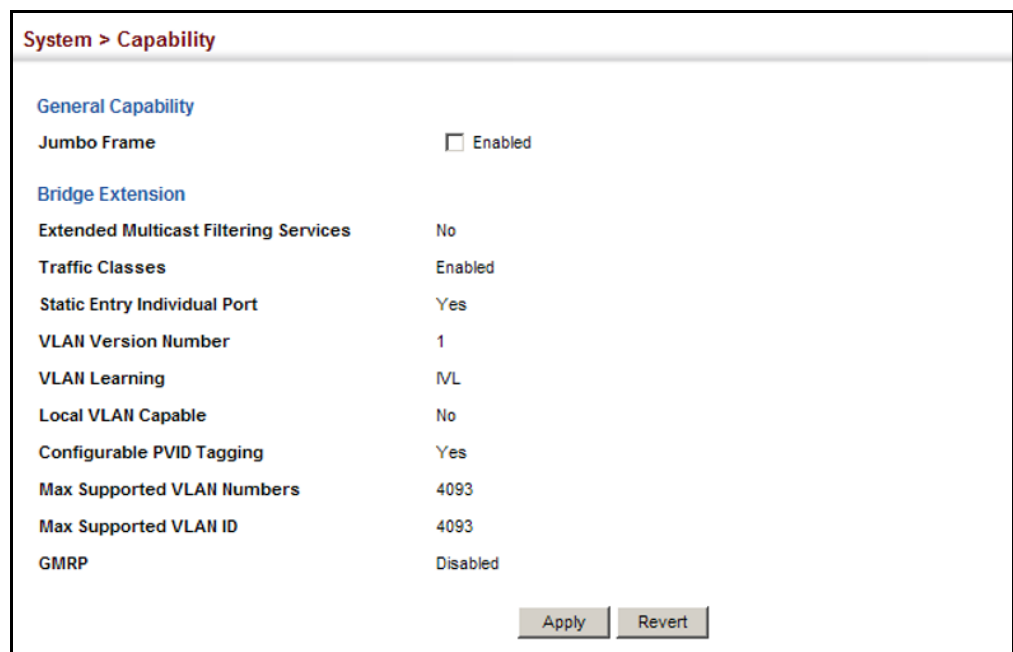 System > Capability
General Capability
Jumbo Frame Enabled
Bridge Extension
Extended Multicast Filtering Services No
Traffic Classes Enabled
Static Entry Individual Port Yes
VLAN Version Number 1
VLAN Learning IVL
Local VLAN Capable No
Configurable PVID Tagging Yes
Max Supported VLAN Numbers 4093
Max Supported VLAN ID 4093
GMRP Disabled
Apply Revert